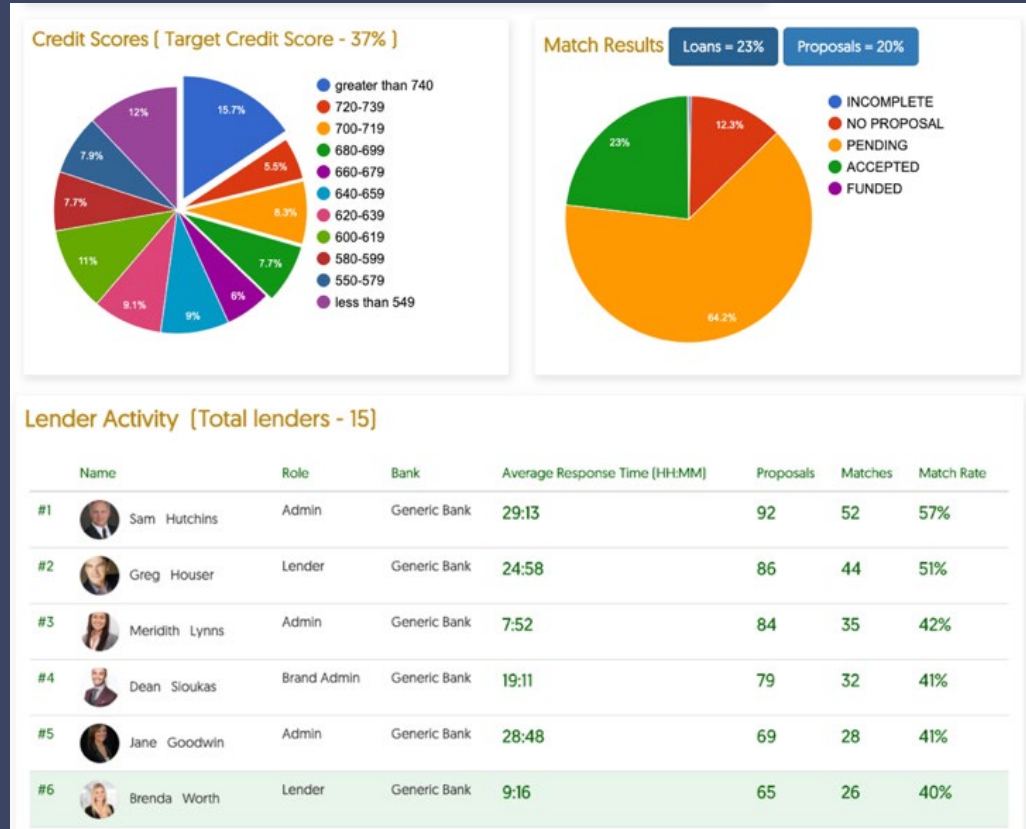 Credit Scores ( Target Credit Score - 37% )
15.7%
5.5%
8.3%
7.7%
6%
9%
9.1%
11%
7.7%
7.9%
12%
greater than 740
720-739
700-719
680-699
660-679
640-659
620-639
600-619
580-599
550-579
less than 549
Match Results Loans = 23% Proposals = 20%
12.3%
64.2%
23%
INCOMPLETE
NO PROPOSAL
PENDING
ACCEPTED
FUNDED
Lender Activity (Total lenders - 15)
Name Role Bank Average Response Time (HH:MM) Proposals Matches Match Rate
#1 Sam Hutchins Admin Generic Bank 29:13 92 52 57%
#2 Greg Houser Lender Generic Bank 24:58 86 44 51%
#3 Meridith Lynns Admin Generic Bank 7:52 84 35 42%
#4 Dean Sioukas Brand Admin Generic Bank 19:11 79 32 41%
#5 Jane Goodwin Admin Generic Bank 28:48 69 28 41%
#6 Brenda Worth Lender Generic Bank 9:16 65 26 40%